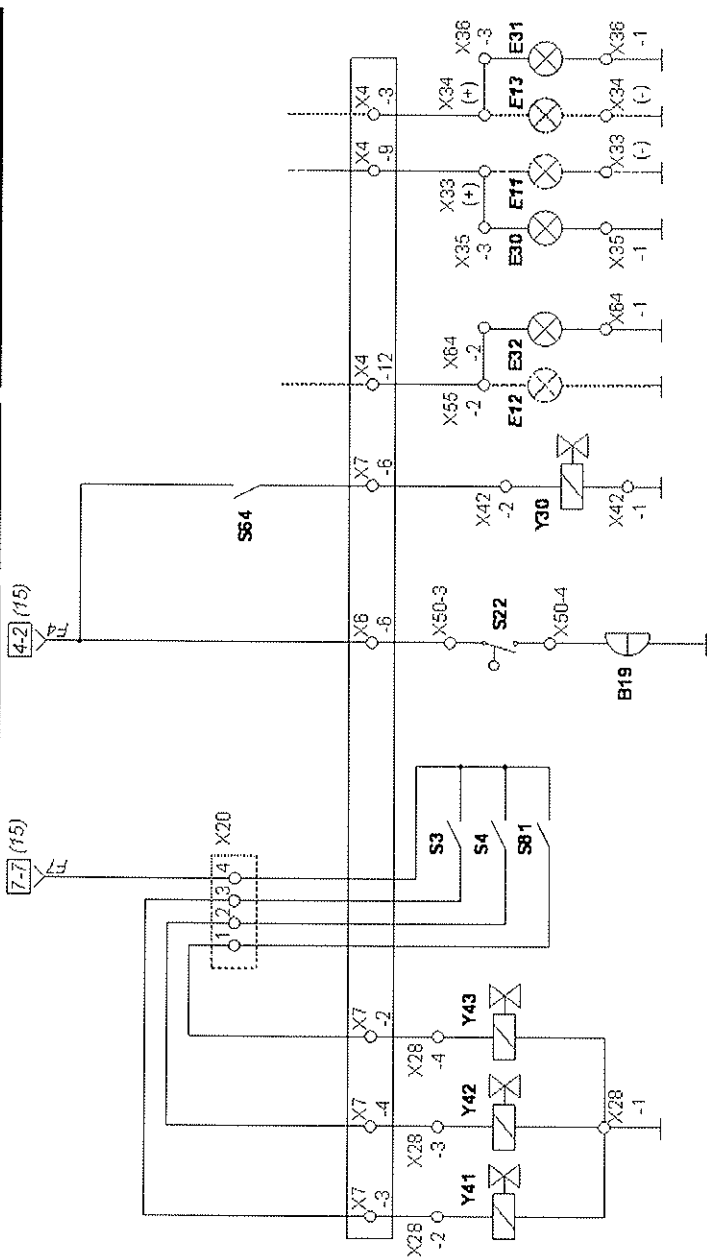 7-7 (15)
F7
X20
1 2 3 4
4-2 (15)
F4
S64
X7
-3
X7
-4
X7
-2
X6
-6
X7
-6
X4
-12
X4
-9
X4
-3
X28
-2
X28
-3
X28
-4
Y41
Y42
Y43
X28
-1
S3
S4
S81
X50-3
S22
X50-4
B19
X42
-2
Y30
X42
-1
X55
-2
X64
-2
E12
E32
X64
-1
X35
-3
X33
(+)
E30
E11
X35
-1
X33
(-)
X34
(+)
X36
-3
E13
E31
X34
(-)
X36
-1